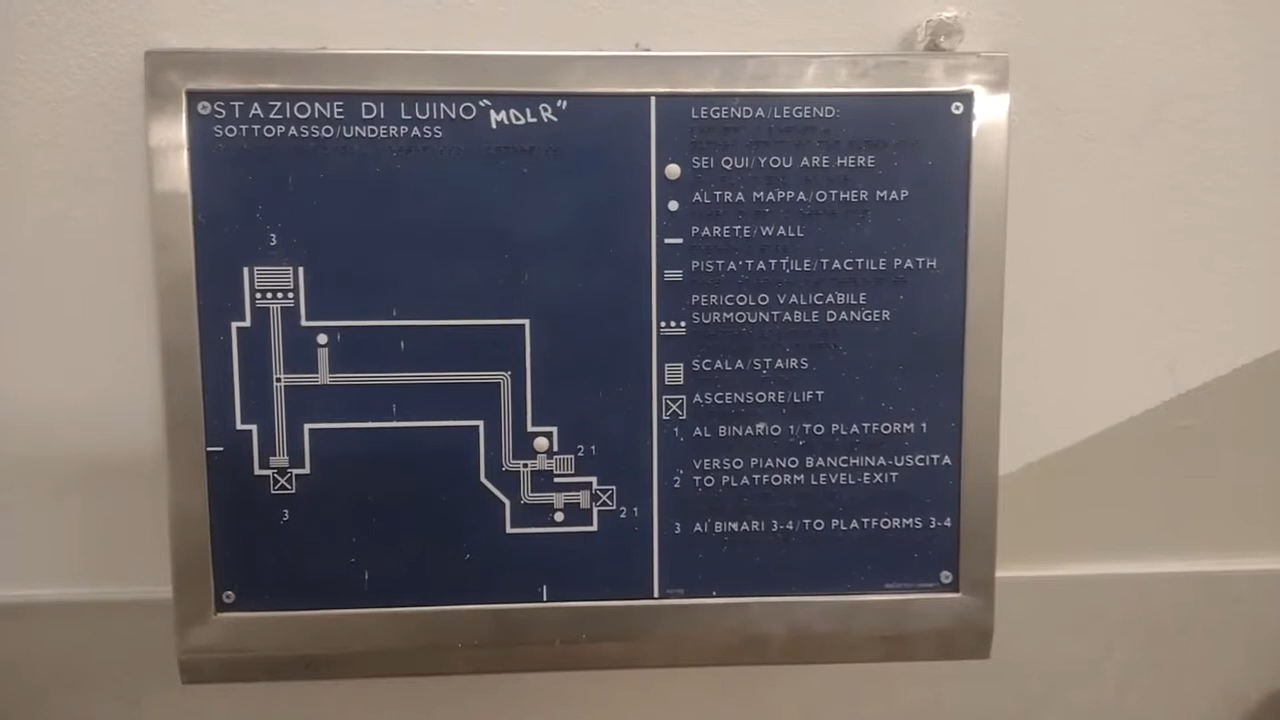 STAZIONE DI LUINO "MDLR"
SOTTOPASSO/UNDERPASS
3
2 1
2 1
3
LEGENDA/LEGEND:
SEI QUI/YOU ARE HERE
ALTRA MAPPA/OTHER MAP
PARETE/WALL
PISTA TATTILE/TACTILE PATH
PERICOLO VALICABILE
SURMOUNTABLE DANGER
SCALA/STAIRS
ASCENSORE/LIFT
1 AL BINARIO 1/TO PLATFORM 1
VERSO PIANO BANCHINA-USCITA
2 TO PLATFORM LEVEL-EXIT
3 AI BINARI 3-4/TO PLATFORMS 3-4